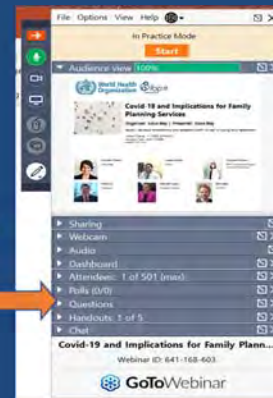 File Options View Help
In Practice Mode
Start
Audience view 100%
World Health
Organization
Covid-19 and Implications for Family
Planning Services
Sharing
Webcam
Audio
Dashboard
Attendees: 1 of 501 (max)
Polls (0/0)
Questions
Handouts: 1 of 5
Chat
Covid-19 and Implications for Family Plann...
Webinar ID: 641-168-603
GoToWebinar